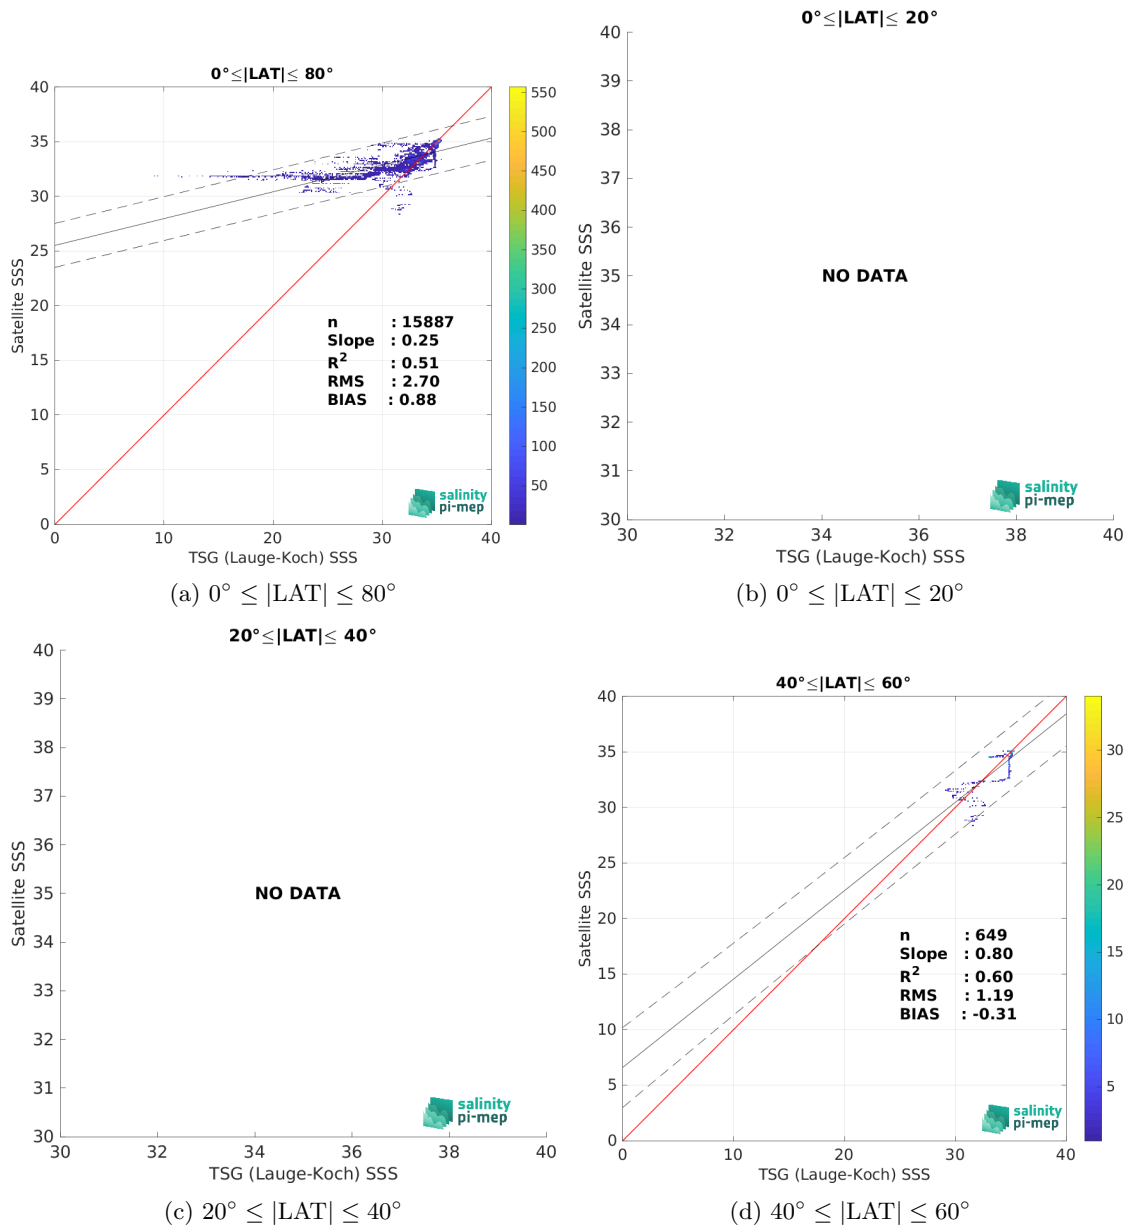 0°≤|LAT|≤ 80°
40
35
30
25
20
15
10
5
0
0
10
20
30
40
Satellite SSS
TSG (Lauge-Koch) SSS
n : 15887
Slope : 0.25
R2 : 0.51
RMS : 2.70
BIAS : 0.88
salinity
pi-mep
550
500
450
400
350
300
250
200
150
100
50
(a) 0° ≤ |LAT| ≤ 80°
0°≤|LAT|≤ 20°
40
39
38
37
36
35
34
33
32
31
30
30
32
34
36
38
40
Satellite SSS
NO DATA
salinity
pi-mep
TSG (Lauge-Koch) SSS
(b) 0° ≤ |LAT| ≤ 20°
20°≤|LAT|≤ 40°
40
39
38
37
36
35
34
33
32
31
30
30
32
34
36
38
40
Satellite SSS
NO DATA
salinity
pi-mep
TSG (Lauge-Koch) SSS
(c) 20° ≤ |LAT| ≤ 40°
40°≤|LAT|≤ 60°
40
35
30
25
20
15
10
5
0
0
10
20
30
40
Satellite SSS
n : 649
Slope : 0.80
R2 : 0.60
RMS : 1.19
BIAS : -0.31
salinity
pi-mep
TSG (Lauge-Koch) SSS
30
25
20
15
10
5
(d) 40° ≤ |LAT| ≤ 60°